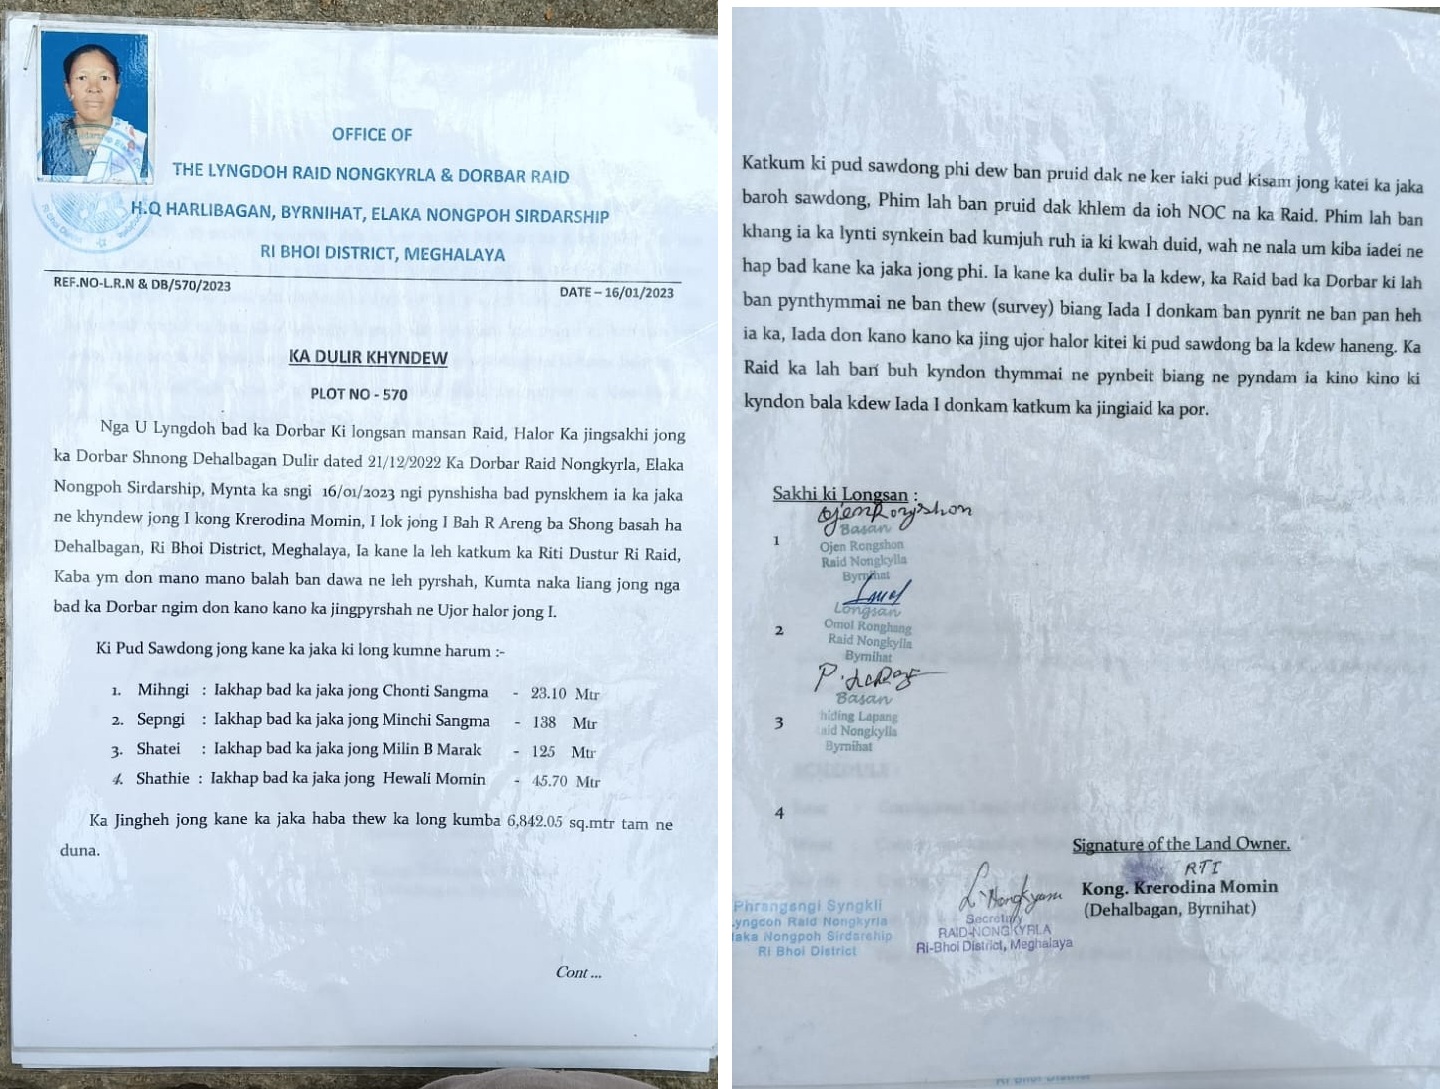 OFFICE OF
THE LYNGDOH RAID NONGKYRLA & DORBAR RAID
H.Q HARLIBAGAN, BYRNIHAT, ELAKA NONGPOH SIRDARSHIP
RI BHOI DISTRICT, MEGHALAYA
REF.NO-L.R.N & DB/570/2023 DATE – 16/01/2023
KA DULIR KHYNDEW
PLOT NO - 570
Nga U Lyngdoh bad ka Dorbar Ki longsan mansan Raid, Halor Ka jingsakhi jong
ka Dorbar Shnong Dehalbagan Dulir dated 21/12/2022 Ka Dorbar Raid Nongkyrla, Elaka
Nongpoh Sirdarship, Mynta ka sngi 16/01/2023 ngi pynshisha bad pynskhem ia ka jaka
ne khyndew jong I kong Krerodina Momin, I lok jong I Bah R Areng ba Shong basah ha
Dehalbagan, Ri Bhoi District, Meghalaya, Ia kane la leh katkum ka Riti Dustur Ri Raid,
Kaba ym don mano mano balah ban dawa ne leh pyrshah, Kumta naka liang jong nga
bad ka Dorbar ngim don kano kano ka jingpyrshah ne Ujor halor jong I.
Ki Pud Sawdong jong kane ka jaka ki long kumne harum :-
1. Mihngi : Iakhap bad ka jaka jong Chonti Sangma - 23.10 Mtr
2. Sepngi : Iakhap bad ka jaka jong Minchi Sangma - 138 Mtr
3. Shatei : Iakhap bad ka jaka jong Milin B Marak - 125 Mtr
4. Shathie : Iakhap bad ka jaka jong Hewali Momin - 45.70 Mtr
Ka Jingheh jong kane ka jaka haba thew ka long kumba 6,842.05 sq.mtr tam ne
duna.
Cont ...
Katkum ki pud sawdong phi dew ban pruid dak ne ker iaki pud kisam jong katei ka jaka
baroh sawdong, Phim lah ban pruid dak khlem da ioh NOC na ka Raid. Phim lah ban
khang ia ka lynti synkein bad kumjuh ruh ia ki kwah duid, wah ne nala um kiba iadei ne
hap bad kane ka jaka jong phi. Ia kane ka dulir ba la kdew, ka Raid bad ka Dorbar ki lah
ban pynthymmai ne ban thew (survey) biang Iada I donkam ban pynrit ne ban pan heh
ia ka, Iada don kano kano ka jing ujor halor kitei ki pud sawdong ba la kdew haneng. Ka
Raid ka lah ban buh kyndon thymmai ne pynbeit biang ne pyndam ia kino kino ki
kyndon bala kdew Iada I donkam katkum ka jingiaid ka por.
Sakhi ki Longsan :
1
Basan
Ojen Rongshon
Raid Nongkylla
Byrnihat
2
Longsan
Omol Ronghang
Raid Nongkylla
Byrnihat
3
Basan
hiding Lapang
aid Nongkylla
Byrnihat
4
Signature of the Land Owner.
RTI
Kong. Krerodina Momin
(Dehalbagan, Byrnihat)
L. Nongkyam
Secretary
RAID-NONGKYRLA
Ri-Bhoi District, Meghalaya
Phrangsngi Syngkli
yngdoh Raid Nongkyrla
laka Nongpoh Sirdarship
Ri Bhoi District